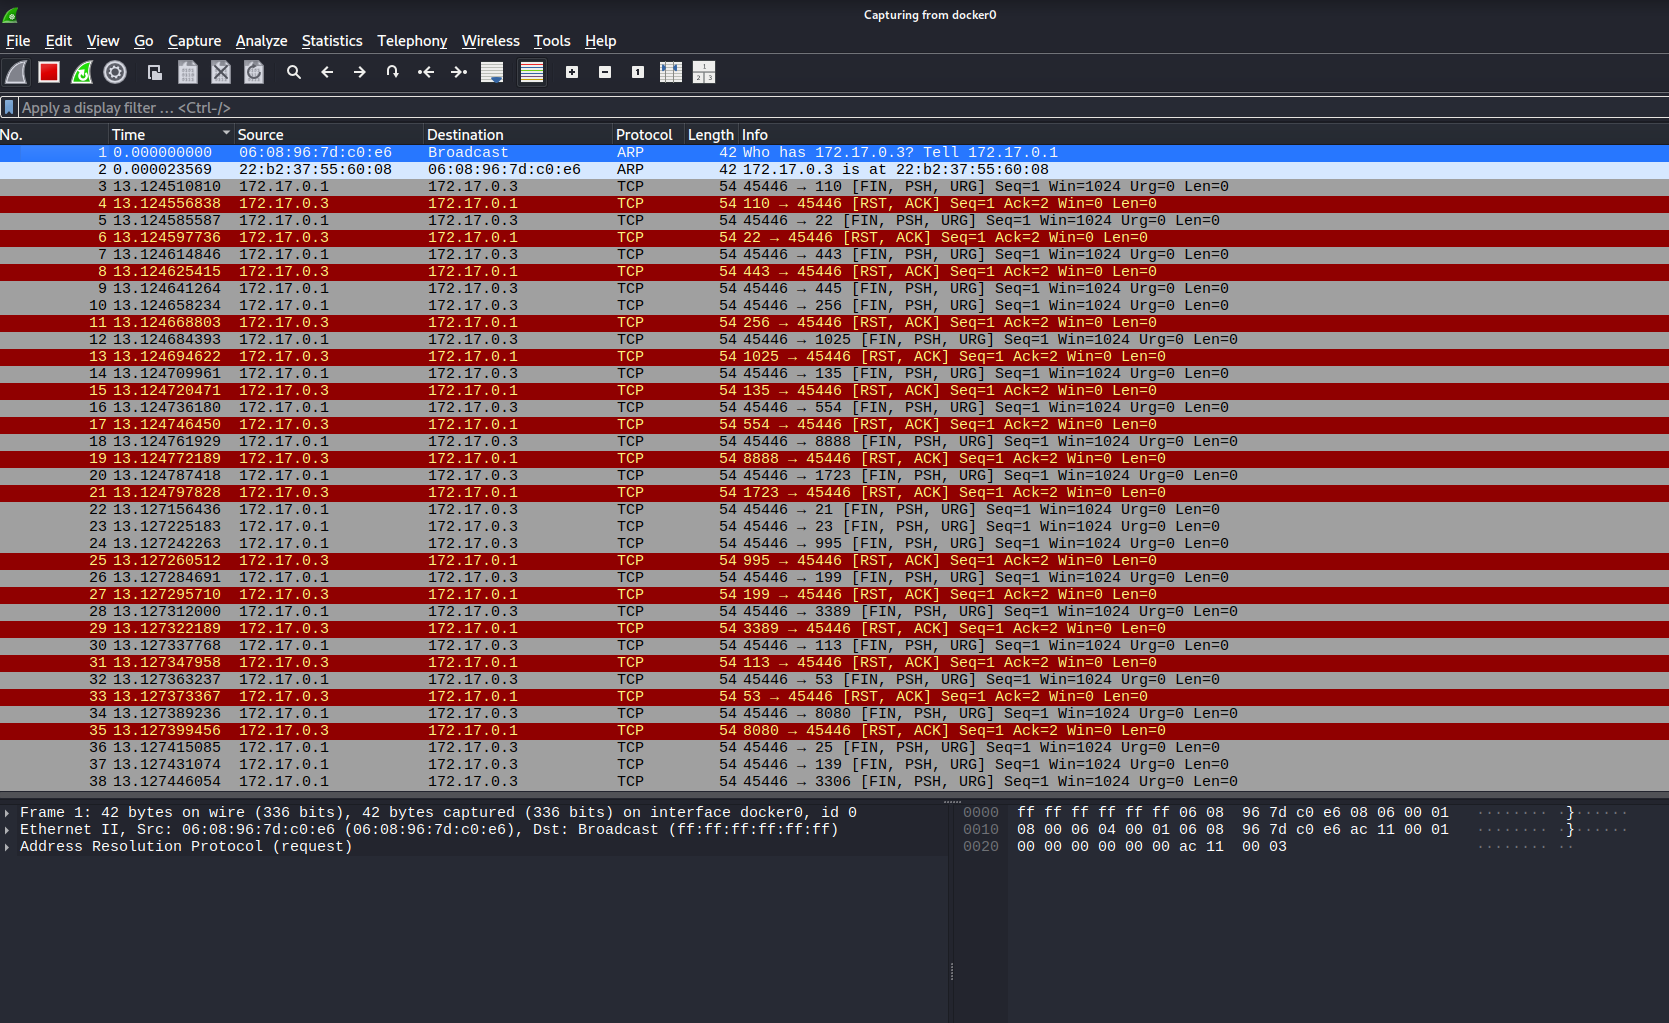 Capturing from docker0
File Edit View Go Capture Analyze Statistics Telephony Wireless Tools Help
Apply a display filter … <Ctrl-/>
No. Time Source Destination Protocol Length Info
1 0.000000000 06:08:96:7d:c0:e6 Broadcast ARP 42 Who has 172.17.0.3? Tell 172.17.0.1
2 0.000023569 22:b2:37:55:60:08 06:08:96:7d:c0:e6 ARP 42 172.17.0.3 is at 22:b2:37:55:60:08
3 13.124510810 172.17.0.1 172.17.0.3 TCP 54 45446 → 110 [FIN, PSH, URG] Seq=1 Win=1024 Urg=0 Len=0
4 13.124556838 172.17.0.3 172.17.0.1 TCP 54 110 → 45446 [RST, ACK] Seq=1 Ack=2 Win=0 Len=0
5 13.124585587 172.17.0.1 172.17.0.3 TCP 54 45446 → 22 [FIN, PSH, URG] Seq=1 Win=1024 Urg=0 Len=0
6 13.124597736 172.17.0.3 172.17.0.1 TCP 54 22 → 45446 [RST, ACK] Seq=1 Ack=2 Win=0 Len=0
7 13.124614846 172.17.0.1 172.17.0.3 TCP 54 45446 → 443 [FIN, PSH, URG] Seq=1 Win=1024 Urg=0 Len=0
8 13.124625415 172.17.0.3 172.17.0.1 TCP 54 443 → 45446 [RST, ACK] Seq=1 Ack=2 Win=0 Len=0
9 13.124641264 172.17.0.1 172.17.0.3 TCP 54 45446 → 445 [FIN, PSH, URG] Seq=1 Win=1024 Urg=0 Len=0
10 13.124658234 172.17.0.1 172.17.0.3 TCP 54 45446 → 256 [FIN, PSH, URG] Seq=1 Win=1024 Urg=0 Len=0
11 13.124668803 172.17.0.3 172.17.0.1 TCP 54 256 → 45446 [RST, ACK] Seq=1 Ack=2 Win=0 Len=0
12 13.124684393 172.17.0.1 172.17.0.3 TCP 54 45446 → 1025 [FIN, PSH, URG] Seq=1 Win=1024 Urg=0 Len=0
13 13.124694622 172.17.0.3 172.17.0.1 TCP 54 1025 → 45446 [RST, ACK] Seq=1 Ack=2 Win=0 Len=0
14 13.124709961 172.17.0.1 172.17.0.3 TCP 54 45446 → 135 [FIN, PSH, URG] Seq=1 Win=1024 Urg=0 Len=0
15 13.124720471 172.17.0.3 172.17.0.1 TCP 54 135 → 45446 [RST, ACK] Seq=1 Ack=2 Win=0 Len=0
16 13.124736180 172.17.0.1 172.17.0.3 TCP 54 45446 → 554 [FIN, PSH, URG] Seq=1 Win=1024 Urg=0 Len=0
17 13.124746450 172.17.0.3 172.17.0.1 TCP 54 554 → 45446 [RST, ACK] Seq=1 Ack=2 Win=0 Len=0
18 13.124761929 172.17.0.1 172.17.0.3 TCP 54 45446 → 8888 [FIN, PSH, URG] Seq=1 Win=1024 Urg=0 Len=0
19 13.124772189 172.17.0.3 172.17.0.1 TCP 54 8888 → 45446 [RST, ACK] Seq=1 Ack=2 Win=0 Len=0
20 13.124787418 172.17.0.1 172.17.0.3 TCP 54 45446 → 1723 [FIN, PSH, URG] Seq=1 Win=1024 Urg=0 Len=0
21 13.124797828 172.17.0.3 172.17.0.1 TCP 54 1723 → 45446 [RST, ACK] Seq=1 Ack=2 Win=0 Len=0
22 13.127156436 172.17.0.1 172.17.0.3 TCP 54 45446 → 21 [FIN, PSH, URG] Seq=1 Win=1024 Urg=0 Len=0
23 13.127225183 172.17.0.1 172.17.0.3 TCP 54 45446 → 23 [FIN, PSH, URG] Seq=1 Win=1024 Urg=0 Len=0
24 13.127242263 172.17.0.1 172.17.0.3 TCP 54 45446 → 995 [FIN, PSH, URG] Seq=1 Win=1024 Urg=0 Len=0
25 13.127260512 172.17.0.3 172.17.0.1 TCP 54 995 → 45446 [RST, ACK] Seq=1 Ack=2 Win=0 Len=0
26 13.127284691 172.17.0.1 172.17.0.3 TCP 54 45446 → 199 [FIN, PSH, URG] Seq=1 Win=1024 Urg=0 Len=0
27 13.127295710 172.17.0.3 172.17.0.1 TCP 54 199 → 45446 [RST, ACK] Seq=1 Ack=2 Win=0 Len=0
28 13.127312000 172.17.0.1 172.17.0.3 TCP 54 45446 → 3389 [FIN, PSH, URG] Seq=1 Win=1024 Urg=0 Len=0
29 13.127322189 172.17.0.3 172.17.0.1 TCP 54 3389 → 45446 [RST, ACK] Seq=1 Ack=2 Win=0 Len=0
30 13.127337768 172.17.0.1 172.17.0.3 TCP 54 45446 → 113 [FIN, PSH, URG] Seq=1 Win=1024 Urg=0 Len=0
31 13.127347958 172.17.0.3 172.17.0.1 TCP 54 113 → 45446 [RST, ACK] Seq=1 Ack=2 Win=0 Len=0
32 13.127363237 172.17.0.1 172.17.0.3 TCP 54 45446 → 53 [FIN, PSH, URG] Seq=1 Win=1024 Urg=0 Len=0
33 13.127373367 172.17.0.3 172.17.0.1 TCP 54 53 → 45446 [RST, ACK] Seq=1 Ack=2 Win=0 Len=0
34 13.127389236 172.17.0.1 172.17.0.3 TCP 54 45446 → 8080 [FIN, PSH, URG] Seq=1 Win=1024 Urg=0 Len=0
35 13.127399456 172.17.0.3 172.17.0.1 TCP 54 8080 → 45446 [RST, ACK] Seq=1 Ack=2 Win=0 Len=0
36 13.127415085 172.17.0.1 172.17.0.3 TCP 54 45446 → 25 [FIN, PSH, URG] Seq=1 Win=1024 Urg=0 Len=0
37 13.127431074 172.17.0.1 172.17.0.3 TCP 54 45446 → 139 [FIN, PSH, URG] Seq=1 Win=1024 Urg=0 Len=0
38 13.127446054 172.17.0.1 172.17.0.3 TCP 54 45446 → 3306 [FIN, PSH, URG] Seq=1 Win=1024 Urg=0 Len=0
Frame 1: 42 bytes on wire (336 bits), 42 bytes captured (336 bits) on interface docker0, id 0
Ethernet II, Src: 06:08:96:7d:c0:e6 (06:08:96:7d:c0:e6), Dst: Broadcast (ff:ff:ff:ff:ff:ff)
Address Resolution Protocol (request)
0000 ff ff ff ff ff ff 06 08 96 7d c0 e6 08 06 00 01 ········ ·}······
0010 08 00 06 04 00 01 06 08 96 7d c0 e6 ac 11 00 01 ········ ·}······
0020 00 00 00 00 00 00 ac 11 00 03 ········ ··